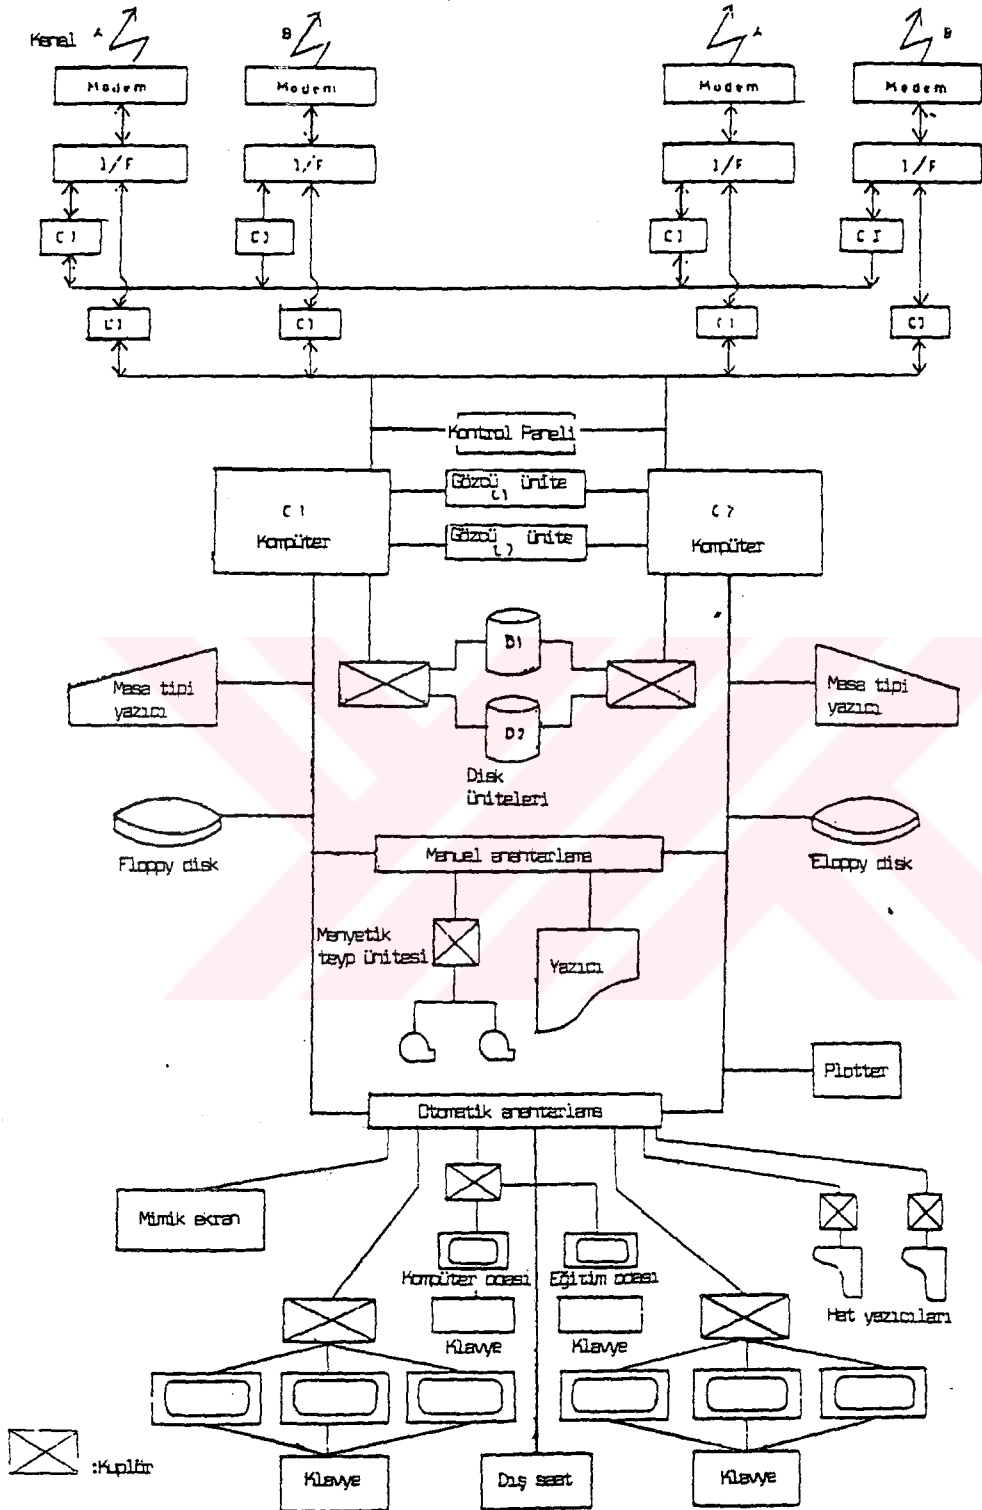 Kanal A B A B
Modem Modem Modem Modem
I/F I/F I/F I/F
Kontrol Paneli
Gözcü ünite
C1
Kompüter
Gözcü ünite
Kompüter
D1
Masa tipi
yazıcı
Masa tipi
yazıcı
D2
Disk
üniteleri
Floppy disk
Manuel anahtarlama
Floppy disk
Manyetik
teyp ünitesi
Yazıcı
Plotter
Otomatik anahtarlama
Mimik ekran
Kompüter odası
Eğitim odası
Klavye
Klavye
Hat yazıcıları
:Kuplör
Klavye
Dış saat
Klavye